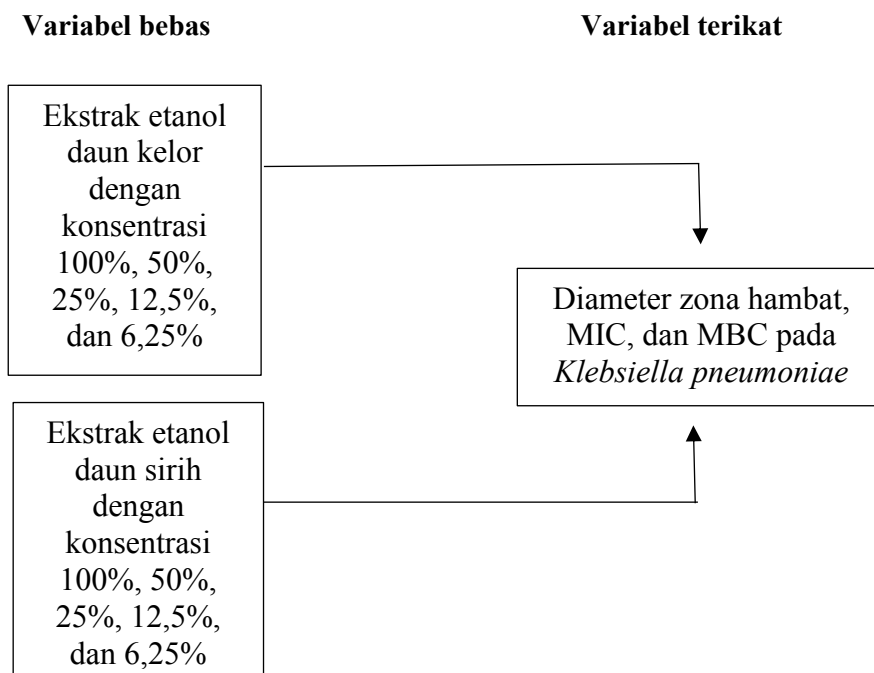 Variabel bebas
Variabel terikat
Ekstrak etanol
daun kelor
dengan
konsentrasi
100%, 50%,
25%, 12,5%,
dan 6,25%
Diameter zona hambat,
MIC, dan MBC pada
Klebsiella pneumoniae
Ekstrak etanol
daun sirih
dengan
konsentrasi
100%, 50%,
25%, 12,5%,
dan 6,25%